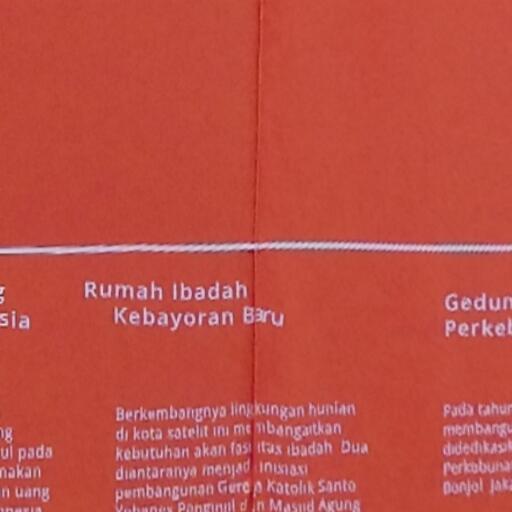 g
sia
ng
ul pada
nakan
n uang
Rumah Ibadah
Kebayoran Baru
Berkembangnya lingkungan hunian
di kota satelit ini membangaitkan
kebutuhan akan fasilitas ibadah Dua
diantaranya menjadi inisiasi
pembangunan Gereja Katolik Santo
Yohanes Penginjil dan Masjid Agung
Gedun
Perkeb
Pada tahun
membangu
didedikasik
Perkebuna
Bonjol Jaka